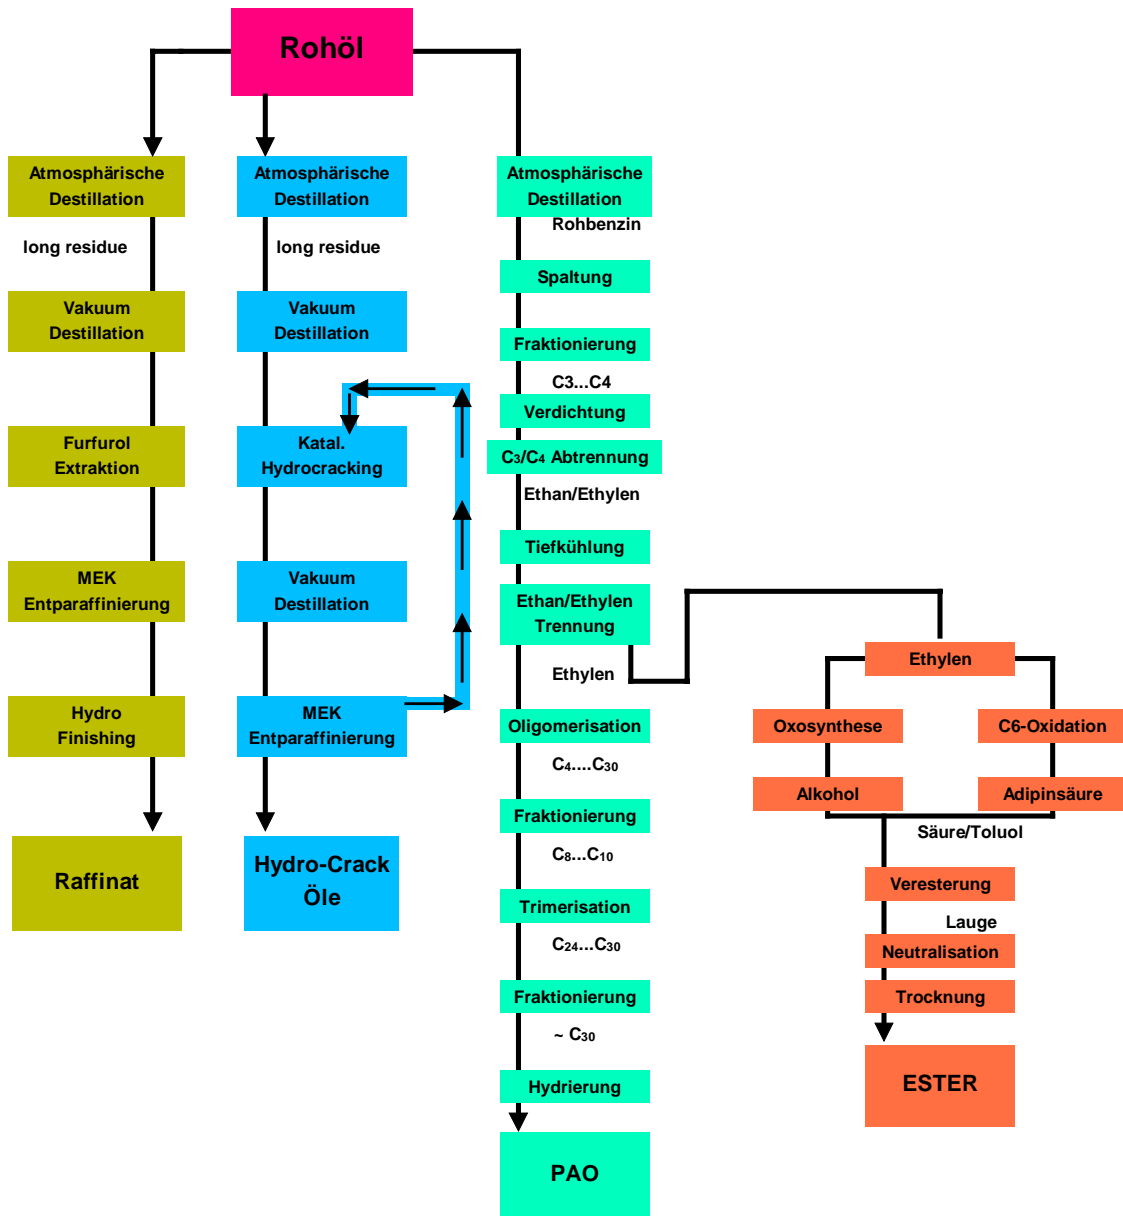 Rohöl
Atmosphärische
Destillation
long residue
Vakuum
Destillation
Furfurol
Extraktion
MEK
Entparaffinierung
Hydro
Finishing
Raffinat
Atmosphärische
Destillation
long residue
Vakuum
Destillation
Katal.
Hydrocracking
Vakuum
Destillation
MEK
Entparaffinierung
Hydro-Crack
Öle
Atmosphärische
Destillation
Rohbenzin
Spaltung
Fraktionierung
C3...C4
Verdichtung
C₃/C₄ Abtrennung
Ethan/Ethylen
Tiefkühlung
Ethan/Ethylen
Trennung
Ethylen
Oligomerisation
C₄....C₃₀
Fraktionierung
C₈...C₁₀
Trimerisation
C₂₄...C₃₀
Fraktionierung
~ C₃₀
Hydrierung
PAO
Ethylen
Oxosynthese
C6-Oxidation
Alkohol
Adipinsäure
Säure/Toluol
Veresterung
Lauge
Neutralisation
Trocknung
ESTER